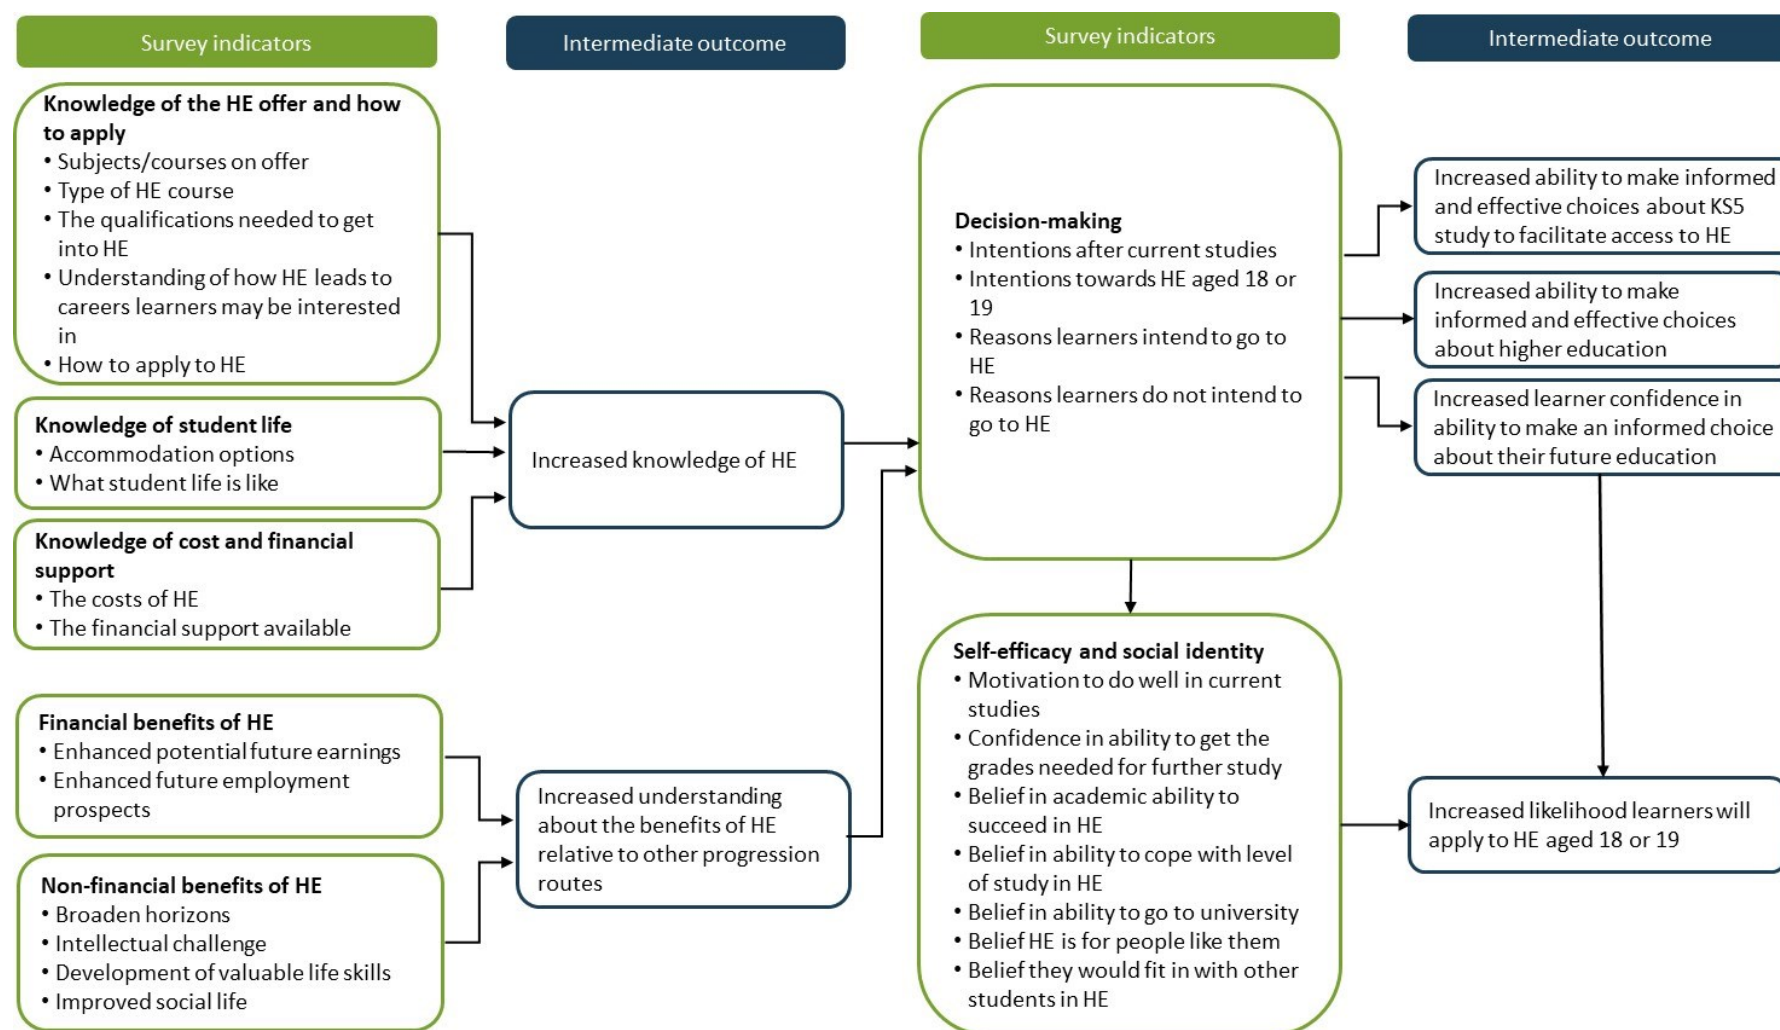 Survey indicators
Knowledge of the HE offer and how
to apply
• Subjects/courses on offer
• Type of HE course
• The qualifications needed to get
into HE
• Understanding of how HE leads to
careers learners may be interested
in
• How to apply to HE
Knowledge of student life
• Accommodation options
• What student life is like
Knowledge of cost and financial
support
• The costs of HE
• The financial support available
Financial benefits of HE
• Enhanced potential future earnings
• Enhanced future employment
prospects
Non-financial benefits of HE
• Broaden horizons
• Intellectual challenge
• Development of valuable life skills
• Improved social life
Intermediate outcome
Increased knowledge of HE
Increased understanding
about the benefits of HE
relative to other progression
routes
Survey indicators
Decision-making
• Intentions after current studies
• Intentions towards HE aged 18 or
19
• Reasons learners intend to go to
HE
• Reasons learners do not intend to
go to HE
Self-efficacy and social identity
• Motivation to do well in current
studies
• Confidence in ability to get the
grades needed for further study
• Belief in academic ability to
succeed in HE
• Belief in ability to cope with level
of study in HE
• Belief in ability to go to university
• Belief HE is for people like them
• Belief they would fit in with other
students in HE
Intermediate outcome
Increased ability to make informed
and effective choices about KS5
study to facilitate access to HE
Increased ability to make
informed and effective choices
about higher education
Increased learner confidence in
ability to make an informed choice
about their future education
Increased likelihood learners will
apply to HE aged 18 or 19